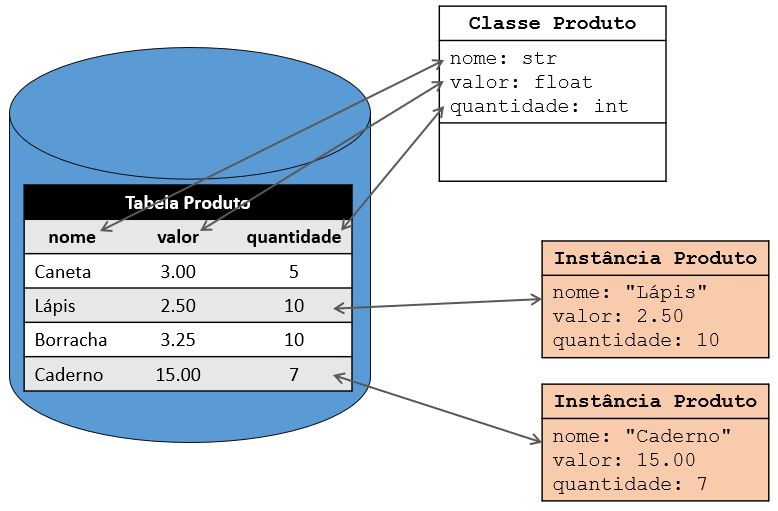 Classe Produto
nome: str
valor: float
quantidade: int
Tabela Produto
nome valor quantidade
Caneta 3.00 5
Lápis 2.50 10
Borracha 3.25 10
Caderno 15.00 7
Instância Produto
nome: "Lápis"
valor: 2.50
quantidade: 10
Instância Produto
nome: "Caderno"
valor: 15.00
quantidade: 7